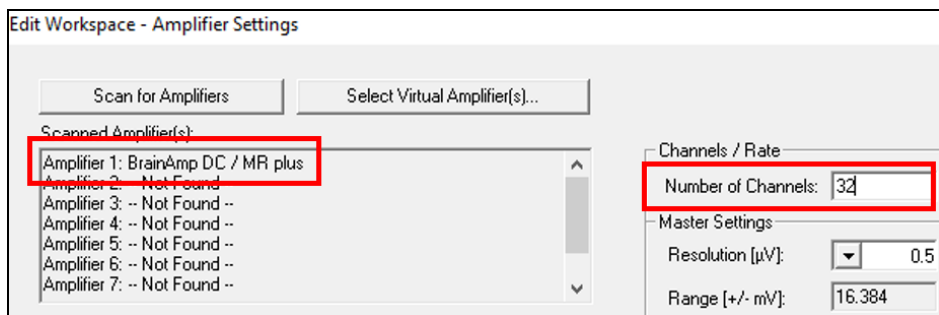 Edit Workspace - Amplifier Settings
Scan for Amplifiers
Select Virtual Amplifier(s)...
Scanned Amplifier(s):
Amplifier 1: BrainAmp DC / MR plus
Amplifier 2: -- Not Found --
Amplifier 3: -- Not Found --
Amplifier 4: -- Not Found --
Amplifier 5: -- Not Found --
Amplifier 6: -- Not Found --
Amplifier 7: -- Not Found --
Channels / Rate
Number of Channels: 32
Master Settings
Resolution [µV]: 0.5
Range [+/- mV]: 16.384